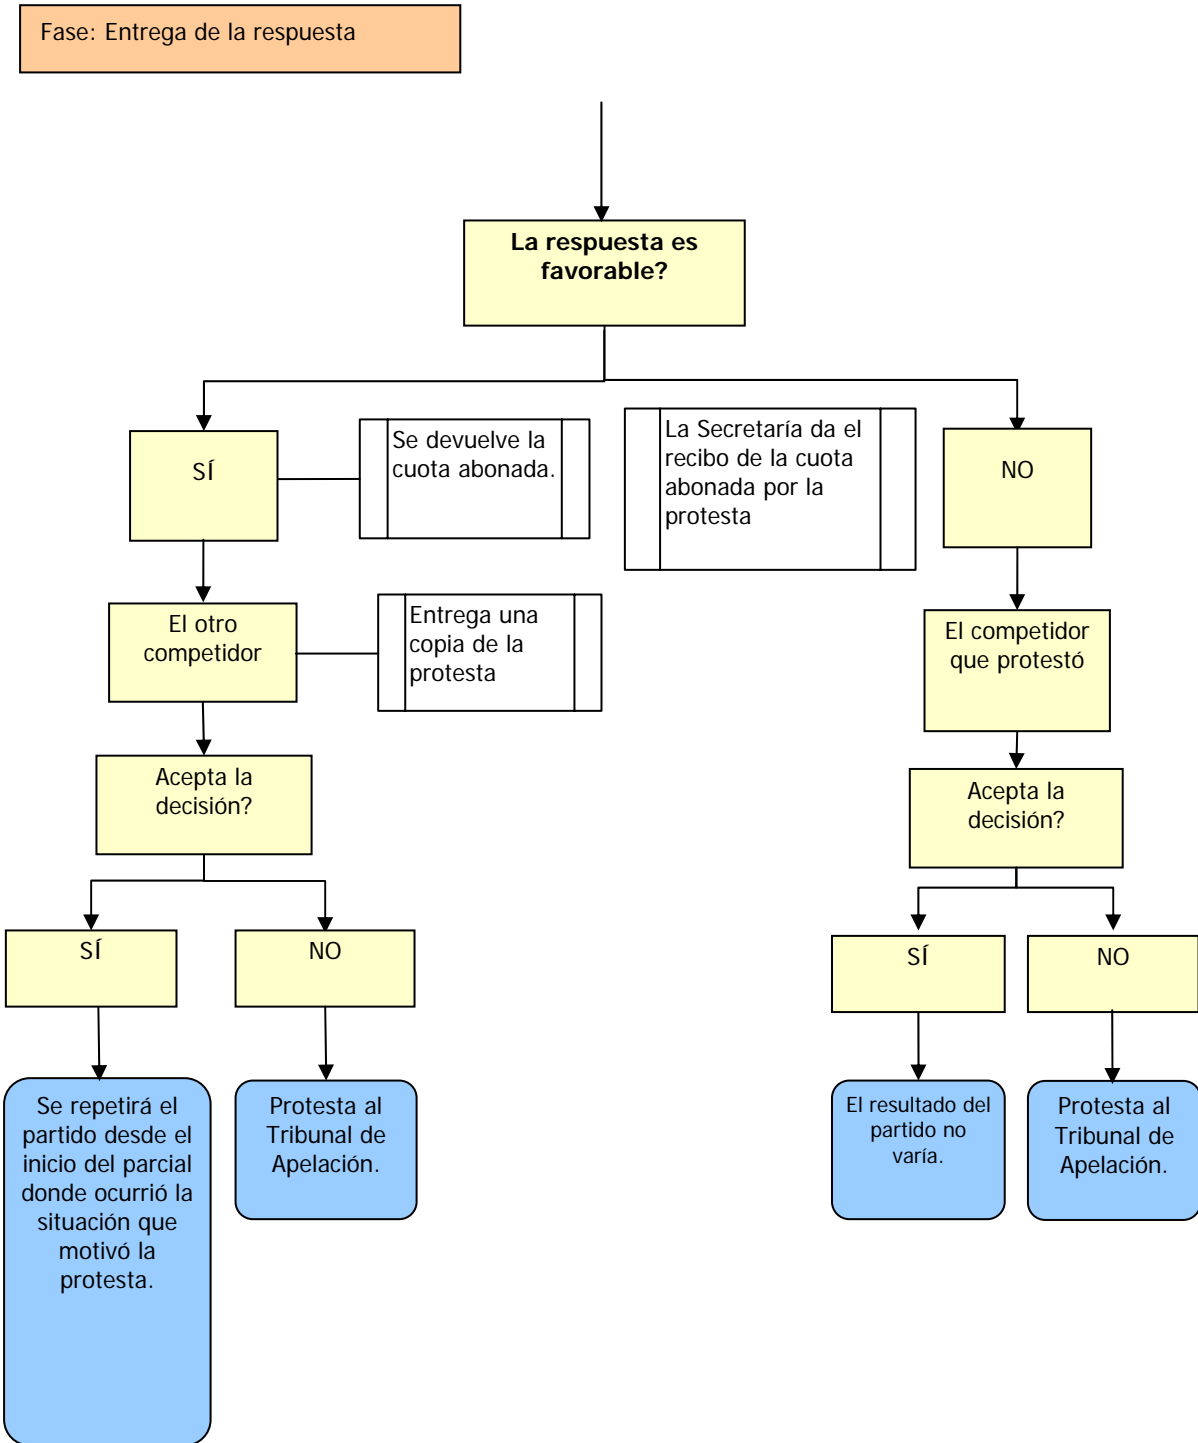 Fase: Entrega de la respuesta
La respuesta es
favorable?
SÍ
Se devuelve la
cuota abonada.
La Secretaría da el
recibo de la cuota
abonada por la
protesta
NO
El otro
competidor
Entrega una
copia de la
protesta
El competidor
que protestó
Acepta la
decisión?
Acepta la
decisión?
SÍ
NO
SÍ
NO
Se repetirá el
partido desde el
inicio del parcial
donde ocurrió la
situación que
motivó la
protesta.
Protesta al
Tribunal de
Apelación.
El resultado del
partido no
varía.
Protesta al
Tribunal de
Apelación.